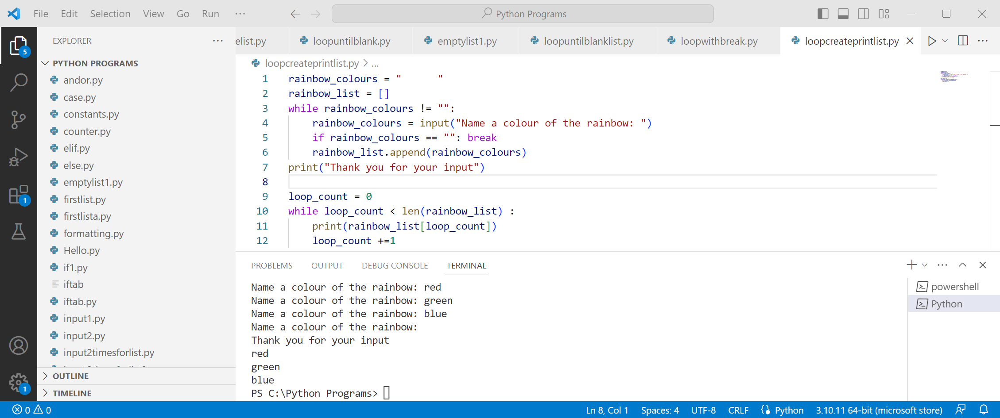 File Edit Selection View Go Run ... Python Programs
EXPLORER ...
5
PYTHON PROGRAMS
andor.py
case.py
constants.py
counter.py
elif.py
else.py
emptylist1.py
1
firstlist.py
firstlista.py
formatting.py
Hello.py
if1.py
iftab
iftab.py
input1.py
input2.py
input2timesforlist.py
OUTLINE
1
TIMELINE
elist.py loopuntilblank.py emptylist1.py loopuntilblanklist.py loopwithbreak.py loopcreateprintlist.py ...
loopcreateprintlist.py > ...
1 rainbow_colours = "      "
2 rainbow_list = []
3 while rainbow_colours != "":
4     rainbow_colours = input("Name a colour of the rainbow: ")
5     if rainbow_colours == "": break
6     rainbow_list.append(rainbow_colours)
7 print("Thank you for your input")
8
9 loop_count = 0
10 while loop_count < len(rainbow_list) :
11     print(rainbow_list[loop_count])
12     loop_count +=1
PROBLEMS OUTPUT DEBUG CONSOLE TERMINAL ...
Name a colour of the rainbow: red
Name a colour of the rainbow: green
Name a colour of the rainbow: blue
Name a colour of the rainbow:
Thank you for your input
red
green
blue
PS C:\Python Programs>
powershell
Python
0 0 Ln 8, Col 1 Spaces: 4 UTF-8 CRLF Python 3.10.11 64-bit (microsoft store)